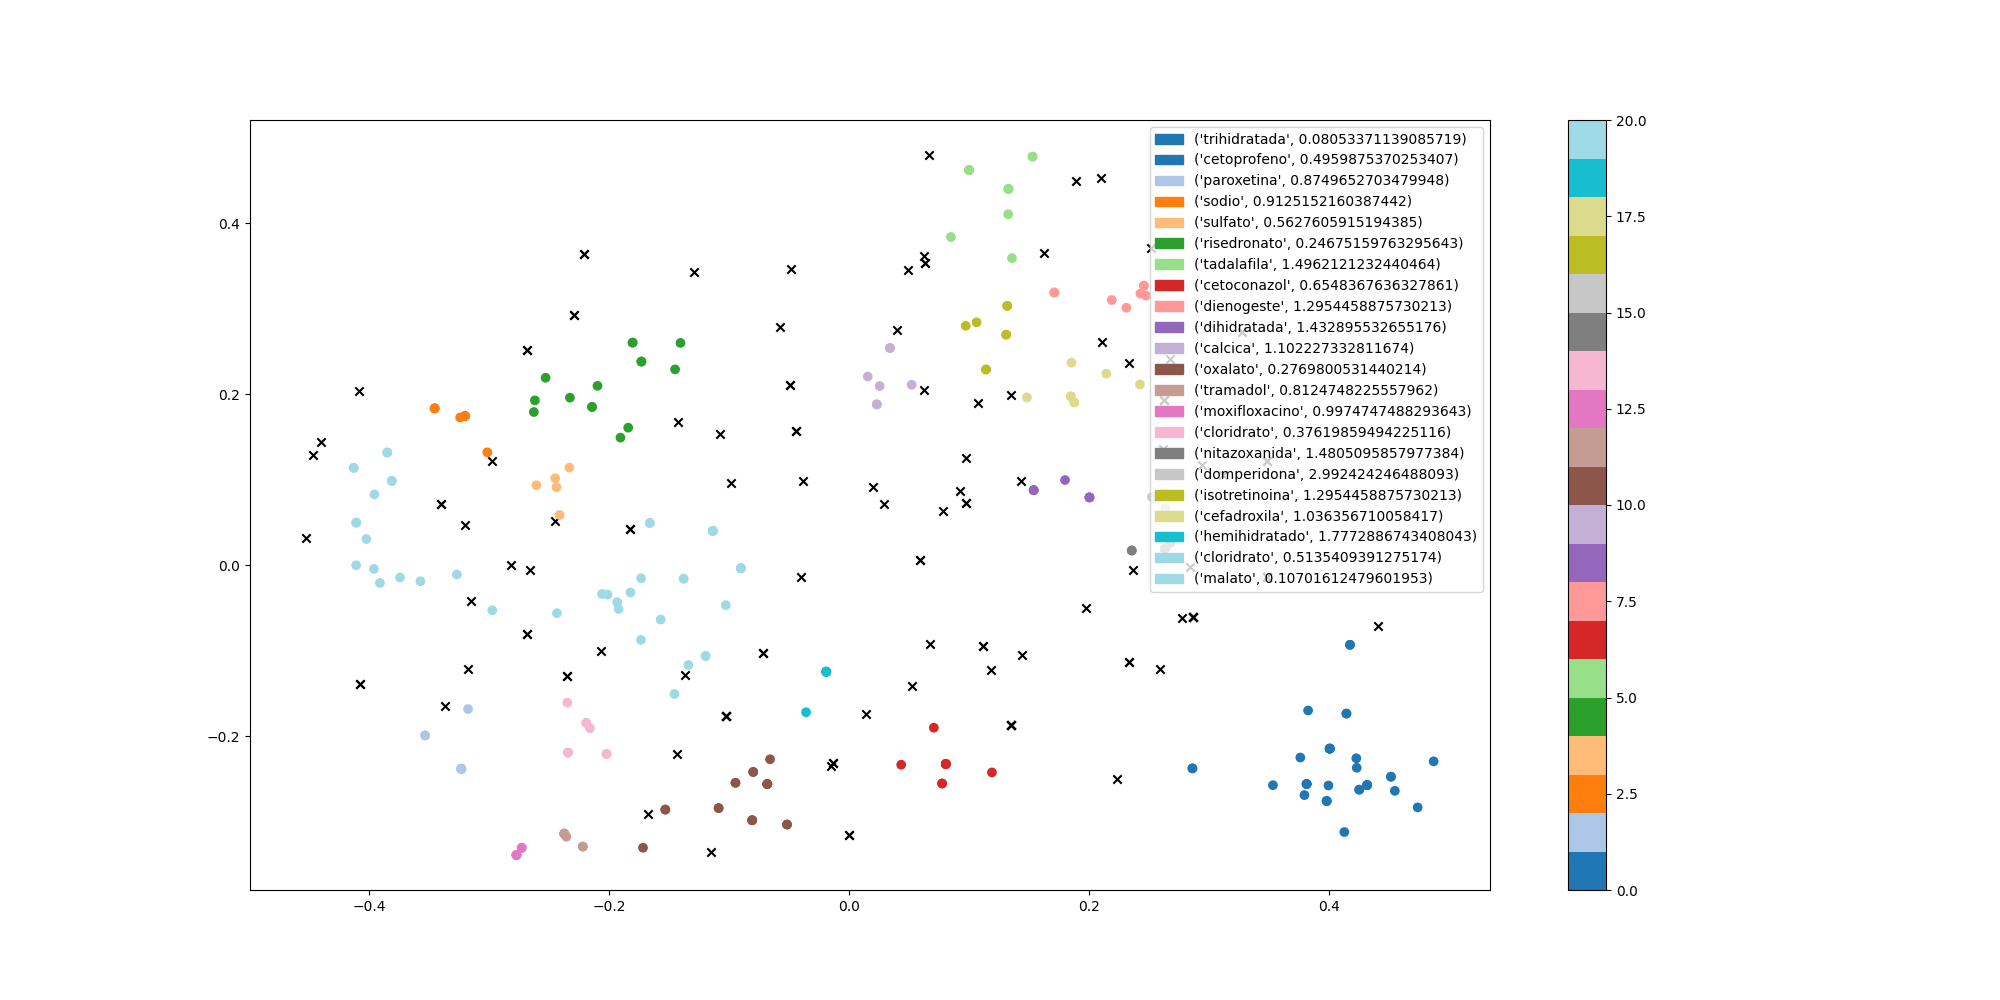 ('trihidratada', 0.08053371139085719)
('cetoprofeno', 0.4959875370253407)
('paroxetina', 0.8749652703479948)
('sodio', 0.9125152160387442)
('sulfato', 0.5627605915194385)
('risedronato', 0.24675159763295643)
('tadalafila', 1.4962121232440464)
('cetoconazol', 0.6548367636327861)
('dienogeste', 1.2954458875730213)
('dihidratada', 1.432895532655176)
('calcica', 1.102227332811674)
('oxalato', 0.2769800531440214)
('tramadol', 0.8124748225557962)
('moxifloxacino', 0.9974747488293643)
('cloridrato', 0.37619859494225116)
('nitazoxanida', 1.4805095857977384)
('domperidona', 2.992424246488093)
('isotretinoina', 1.2954458875730213)
('cefadroxila', 1.036356710058417)
('hemihidratado', 1.7772886743408043)
('cloridrato', 0.5135409391275174)
('malato', 0.10701612479601953)
0.4
0.2
0.0
−0.2
−0.4
−0.2
0.0
0.2
0.4
20.0
17.5
15.0
12.5
10.0
7.5
5.0
2.5
0.0